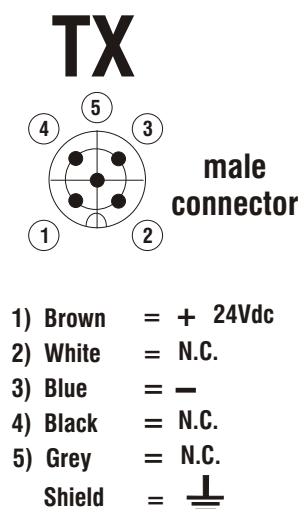 TX
5
4 3
male
connector
1 2
1) Brown = + 24Vdc
2) White = N.C.
3) Blue = –
4) Black = N.C.
5) Grey = N.C.
Shield =